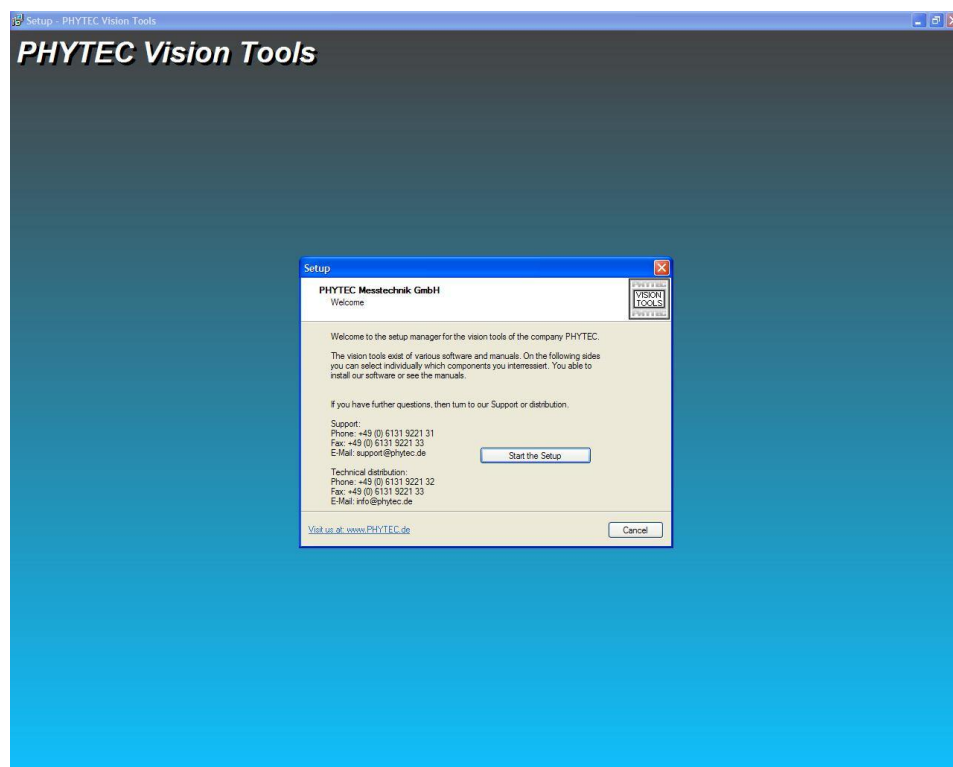 Setup - PHYTEC Vision Tools
PHYTEC Vision Tools
Setup
PHYTEC Messtechnik GmbH
Welcome
PHYTEC
VISION
TOOLS
PHYTEC
Welcome to the setup manager for the vision tools of the company PHYTEC.
The vision tools exist of various software and manuals. On the following sides
you can select individually which components you interressiert. You able to
install our software or see the manuals.
If you have further questions, then turn to our Support or distribution.
Support:
Phone: +49 (0) 6131 9221 31
Fax: +49 (0) 6131 9221 33
E-Mail: support@phytec.de
Start the Setup
Technical distribution:
Phone: +49 (0) 6131 9221 32
Fax: +49 (0) 6131 9221 33
E-Mail: info@phytec.de
Visit us at: www.PHYTEC.de
Cancel